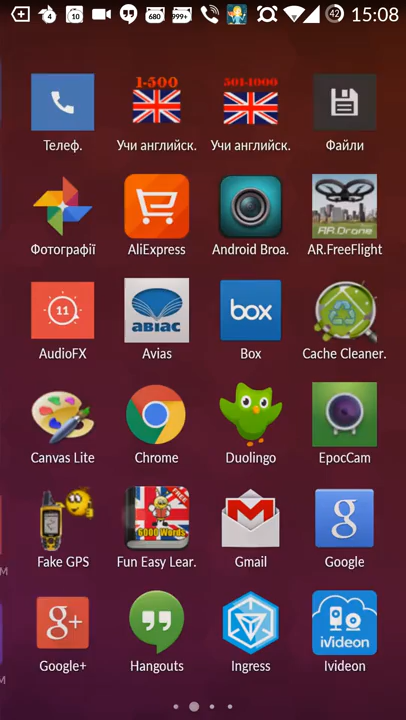 4 10 680 999+ 42 15:08
1-500 501-1000
Телеф. Учи английск. Учи английск. Файли
AR.Drone
Фотографії AliExpress Android Broa. AR.FreeFlight
11 авіас box
AudioFX Avias Box Cache Cleaner.
Canvas Lite Chrome Duolingo EpocCam
FREE
6000 Words
g
Fake GPS Fun Easy Lear. Gmail Google
g+ iVideon
Google+ Hangouts Ingress Ivideon